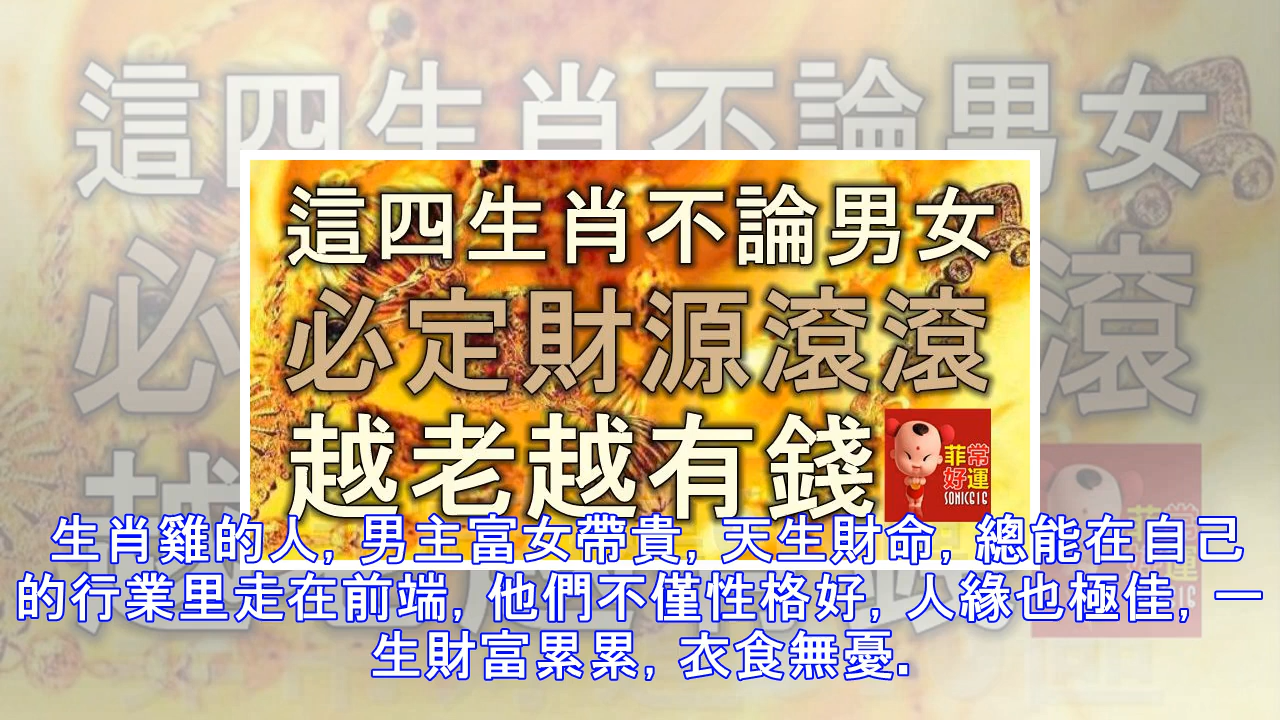 這四生肖不論男女
必定財源滾滾
越老越有錢
菲常
好運
SONICG16
生肖雞的人, 男主富女帶貴, 天生財命, 總能在自己
的行業里走在前端, 他們不僅性格好, 人緣也極佳, 一
生財富累累, 衣食無憂.